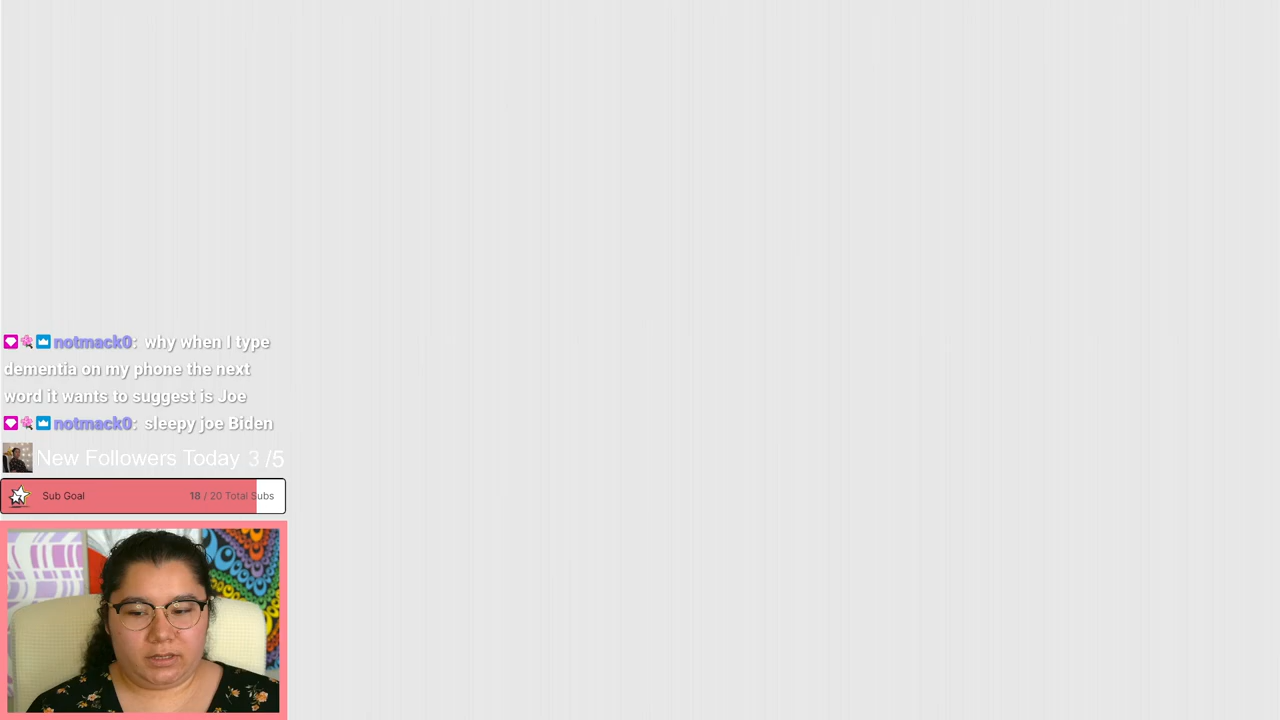 notmack0: why when I type
dementia on my phone the next
word it wants to suggest is Joe
notmack0: sleepy joe Biden
New Followers Today 3 /5
Sub Goal 18 / 20 Total Subs